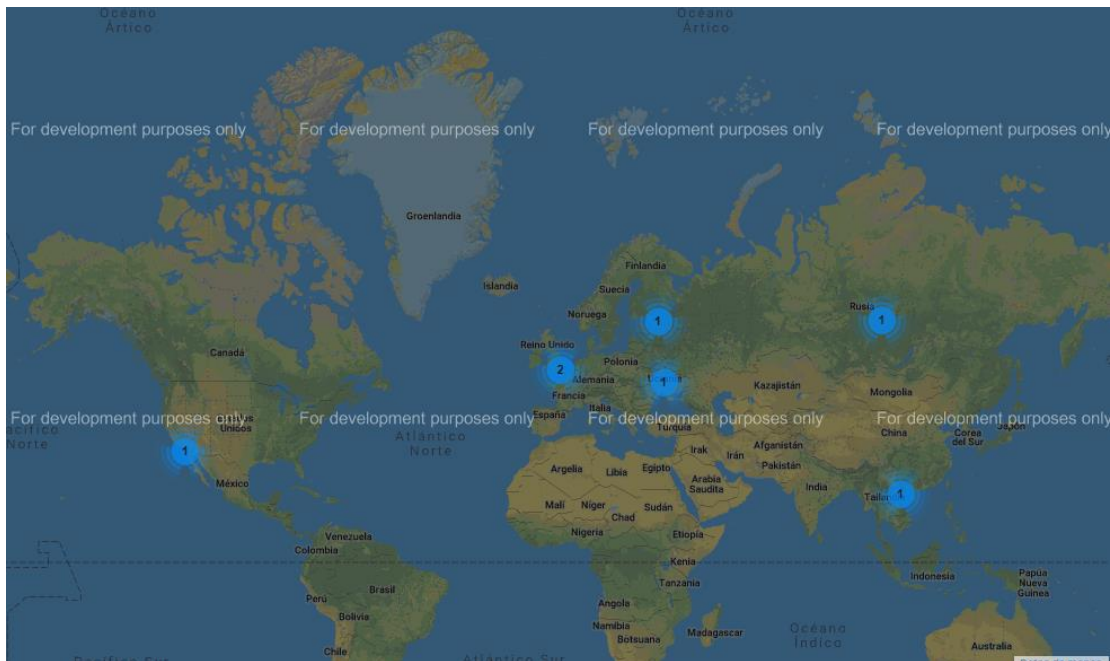 Océano
Ártico
Océano
Ártico
For development purposes only
For development purposes only
For development purposes only
For development purposes only
Groenlandia
Finlandia
Islandia
Suecia
Rusia
Noruega
1
1
Reino Unido
Canadá
Polonia
2
Alemania
1
Kazajistán
Francia
Mongolia
For development purposes only
For development purposes only
For development purposes only
For development purposes only
España
Italia
Turquía
Unidos
Norte
Atlántico
Norte
China
Corea
del Sur
Japón
Afganistán
Irak
Irán
1
Pakistán
Argelia
Libia
Egipto
Arabia
Saudita
México
India
1
Malí
Níger
Sudán
Chad
Nigeria
Etiopía
Venezuela
Colombia
Kenia
Indonesia
Papúa
Nueva
Guinea
Tanzania
Brasil
Perú
Angola
Bolivia
Namibia
Botsuana
Madagascar
Océano
Índico
Chile
Australia